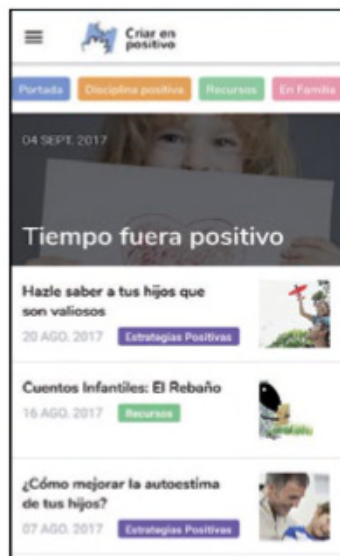 Criar en
positivo
Portada Disciplina positiva Recursos En Familia
04 SEPT. 2017
Tiempo fuera positivo
Hazle saber a tus hijos que
son valiosos
20 AGO. 2017 Estrategias Positivas
Cuentos Infantiles: El Rebaño
16 AGO. 2017 Recursos
¿Cómo mejorar la autoestima
de tus hijos?
07 AGO. 2017 Estrategias Positivas